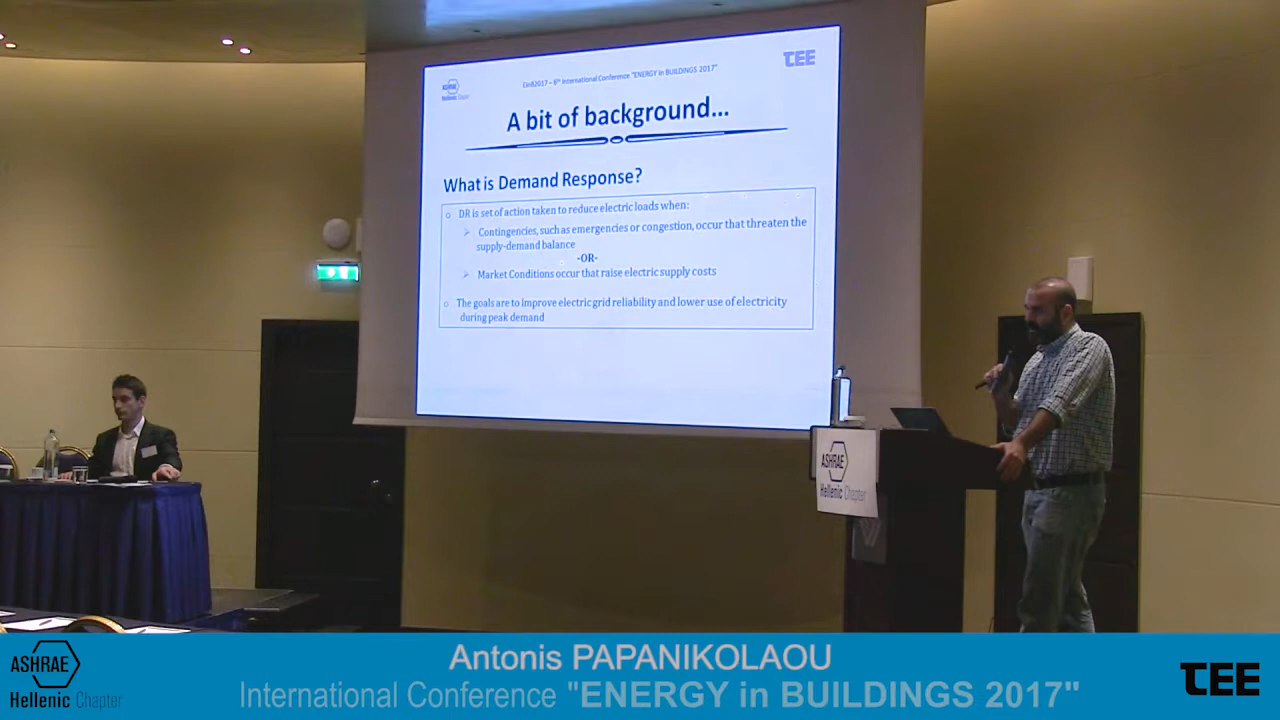 ASHRAE
Hellenic Chapter
EinB2017 – 6th International Conference "ENERGY in BUILDINGS 2017"
TEE
A bit of background...
What is Demand Response?
DR is set of action taken to reduce electric loads when:
Contingencies, such as emergencies or congestion, occur that threaten the
supply-demand balance
-OR-
Market Conditions occur that raise electric supply costs
The goals are to improve electric grid reliability and lower use of electricity
during peak demand
ASHRAE
Hellenic Chapter
Antonis PAPANIKOLAOU
International Conference "ENERGY in BUILDINGS 2017"
ASHRAE
Hellenic Chapter
TEE